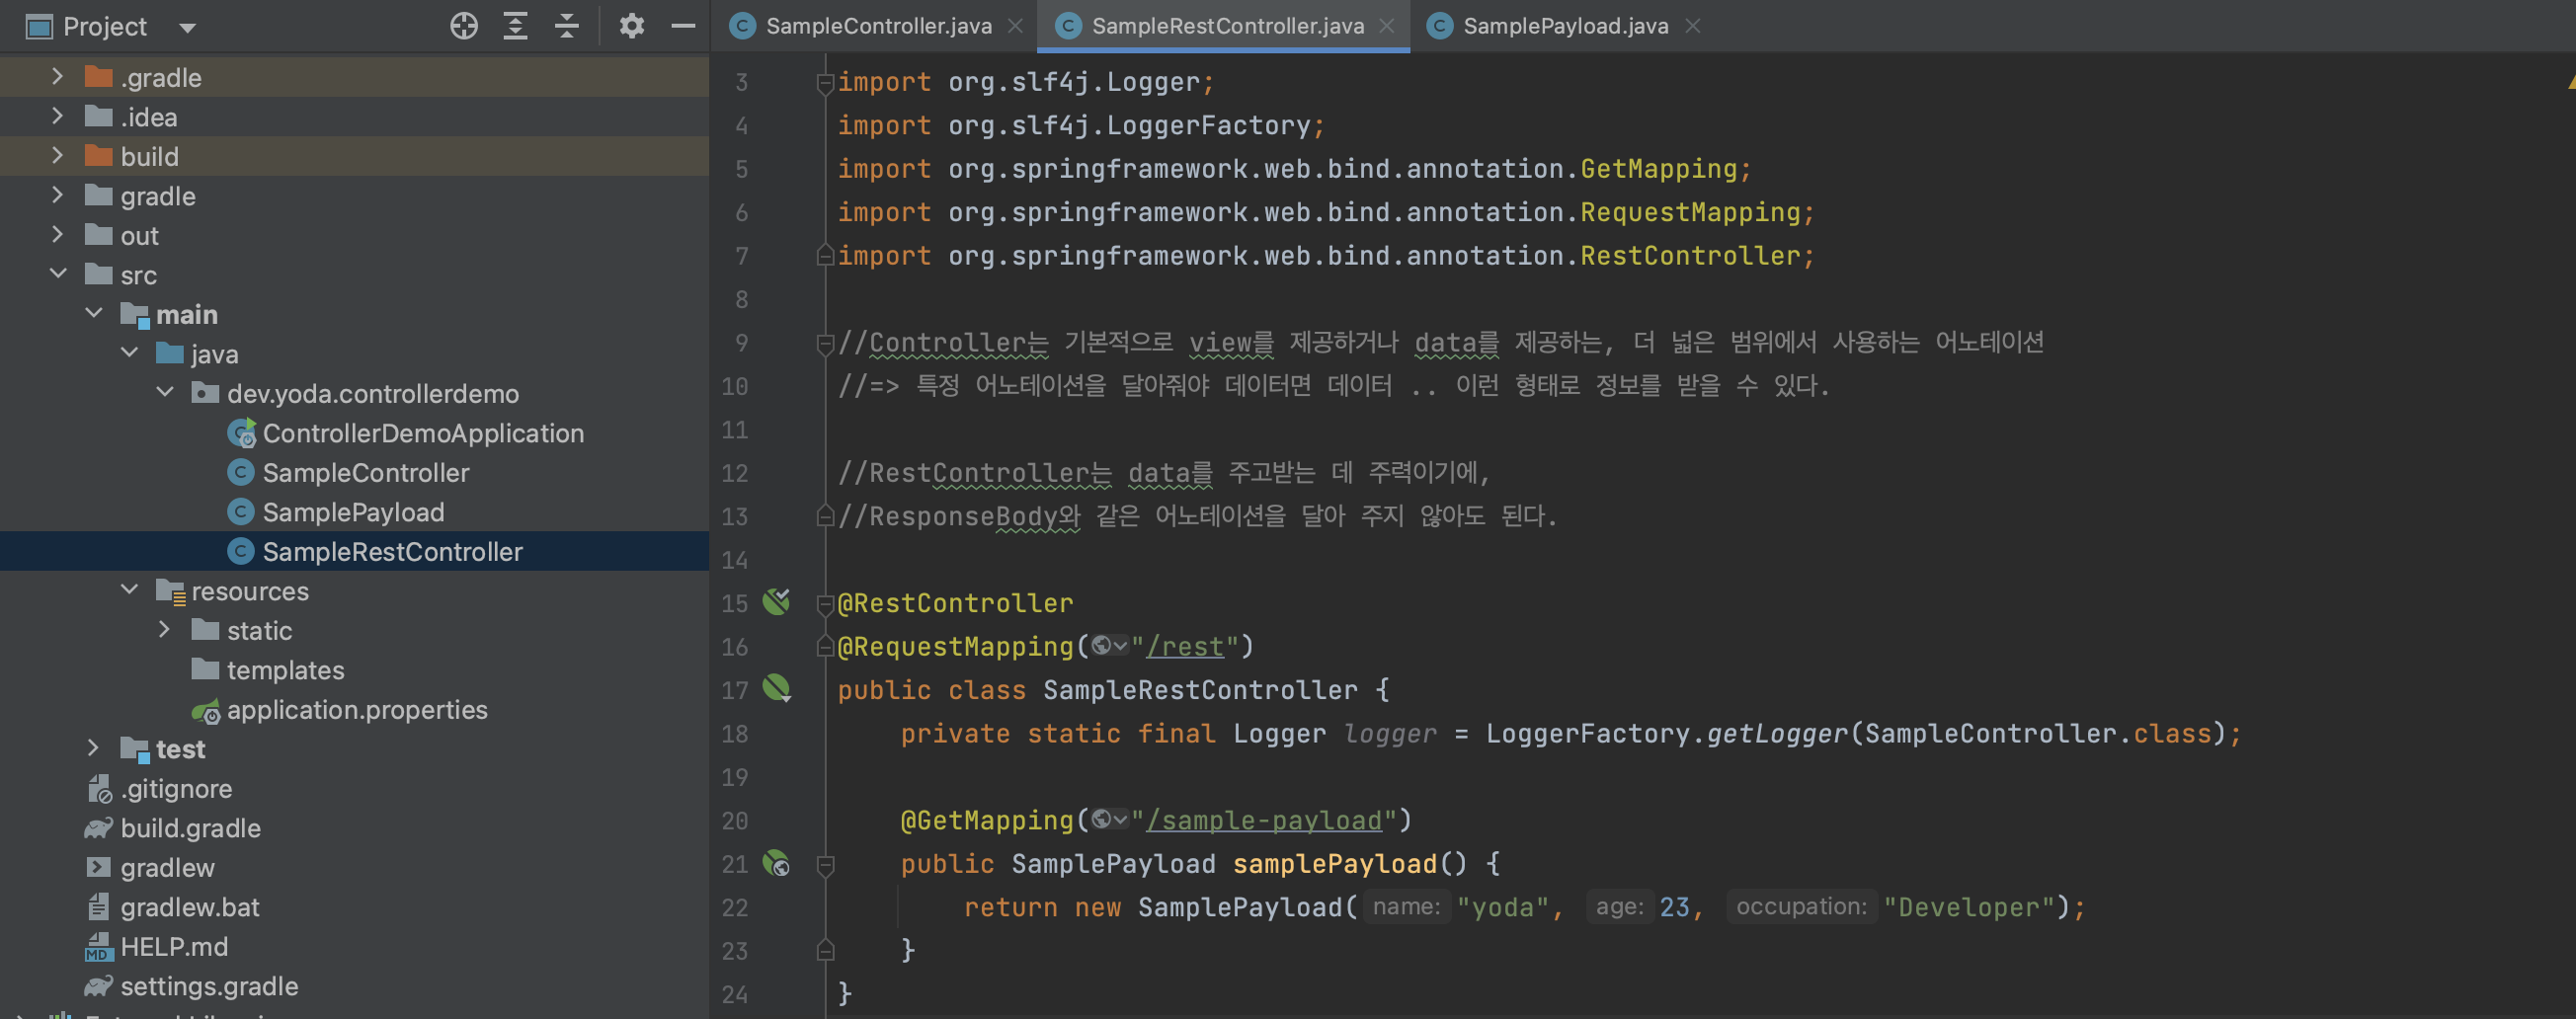 Project
.gradle
.idea
build
gradle
out
src
main
java
dev.yoda.controllerdemo
ControllerDemoApplication
SampleController
SamplePayload
SampleRestController
resources
static
templates
application.properties
test
.gitignore
build.gradle
gradlew
gradlew.bat
HELP.md
settings.gradle
SampleController.java
SampleRestController.java
SamplePayload.java
3 import org.slf4j.Logger;
4 import org.slf4j.LoggerFactory;
5 import org.springframework.web.bind.annotation.GetMapping;
6 import org.springframework.web.bind.annotation.RequestMapping;
7 import org.springframework.web.bind.annotation.RestController;
8
9 //Controller는 기본적으로 view를 제공하거나 data를 제공하는, 더 넓은 범위에서 사용하는 어노테이션
10 //=> 특정 어노테이션을 달아줘야 데이터면 데이터 .. 이런 형태로 정보를 받을 수 있다.
11
12 //RestController는 data를 주고받는 데 주력이기에,
13 //ResponseBody와 같은 어노테이션을 달아 주지 않아도 된다.
14
15 @RestController
16 @RequestMapping("/rest")
17 public class SampleRestController {
18 private static final Logger logger = LoggerFactory.getLogger(SampleController.class);
19
20 @GetMapping("/sample-payload")
21 public SamplePayload samplePayload() {
22 return new SamplePayload( name: "yoda", age: 23, occupation: "Developer");
23 }
24 }